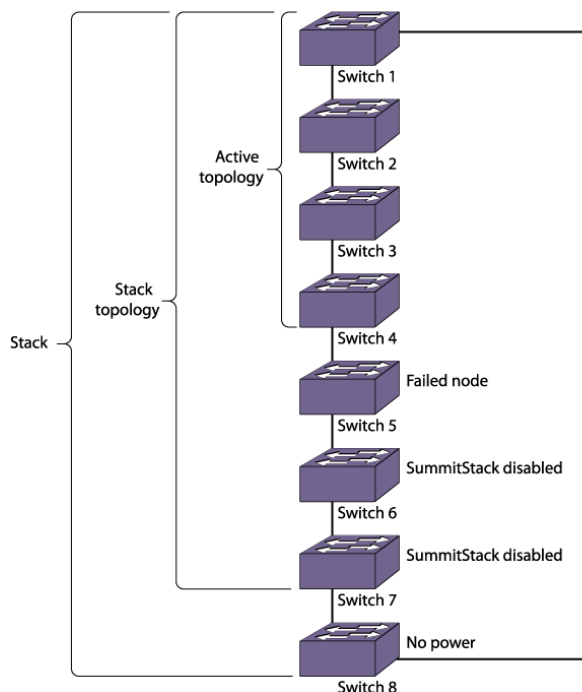 Switch 1
Switch 2
Active
topology
Switch 3
Stack
topology
Switch 4
Stack
Failed node
Switch 5
SummitStack disabled
Switch 6
SummitStack disabled
Switch 7
No power
Switch 8